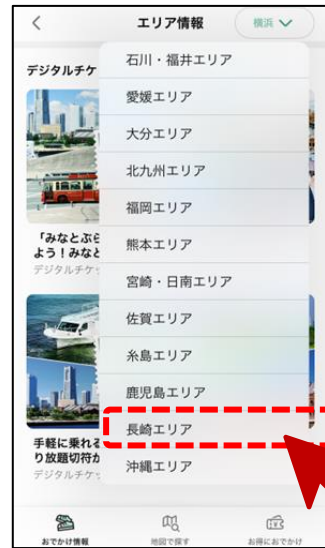 エリア情報
横浜
デジタルチケ
石川・福井エリア
愛媛エリア
大分エリア
北九州エリア
福岡エリア
熊本エリア
宮崎・日南エリア
佐賀エリア
糸島エリア
鹿児島エリア
長崎エリア
沖縄エリア
「みなとぶら
よう！みなと
デジタルチケッ
手軽に乗れる
り放題切符か
デジタルチケッ
おでかけ情報
地図で探す
お得におでかけ